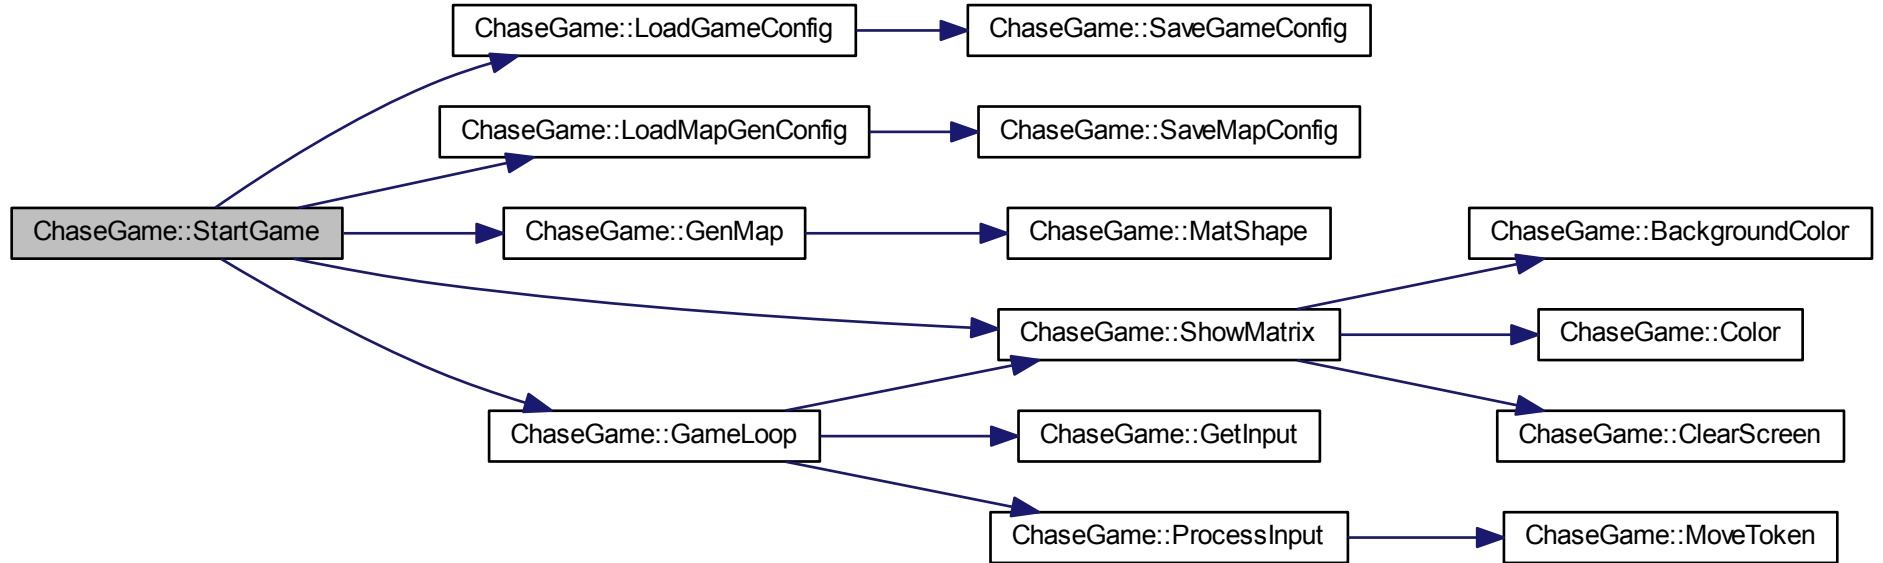 ChaseGame::LoadGameConfig
ChaseGame::SaveGameConfig
ChaseGame::LoadMapGenConfig
ChaseGame::SaveMapConfig
ChaseGame::StartGame
ChaseGame::GenMap
ChaseGame::MatShape
ChaseGame::BackgroundColor
ChaseGame::ShowMatrix
ChaseGame::Color
ChaseGame::GameLoop
ChaseGame::GetInput
ChaseGame::ClearScreen
ChaseGame::ProcessInput
ChaseGame::MoveToken